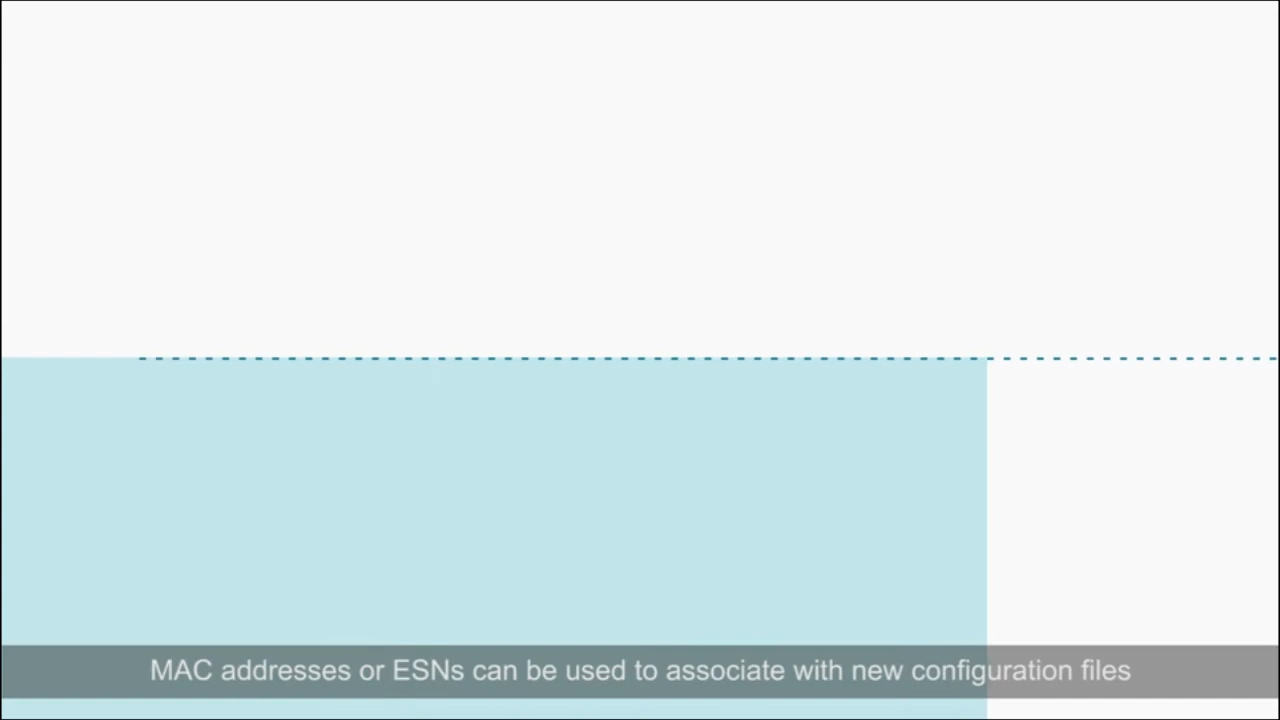 MAC addresses or ESNs can be used to associate with new configuration files